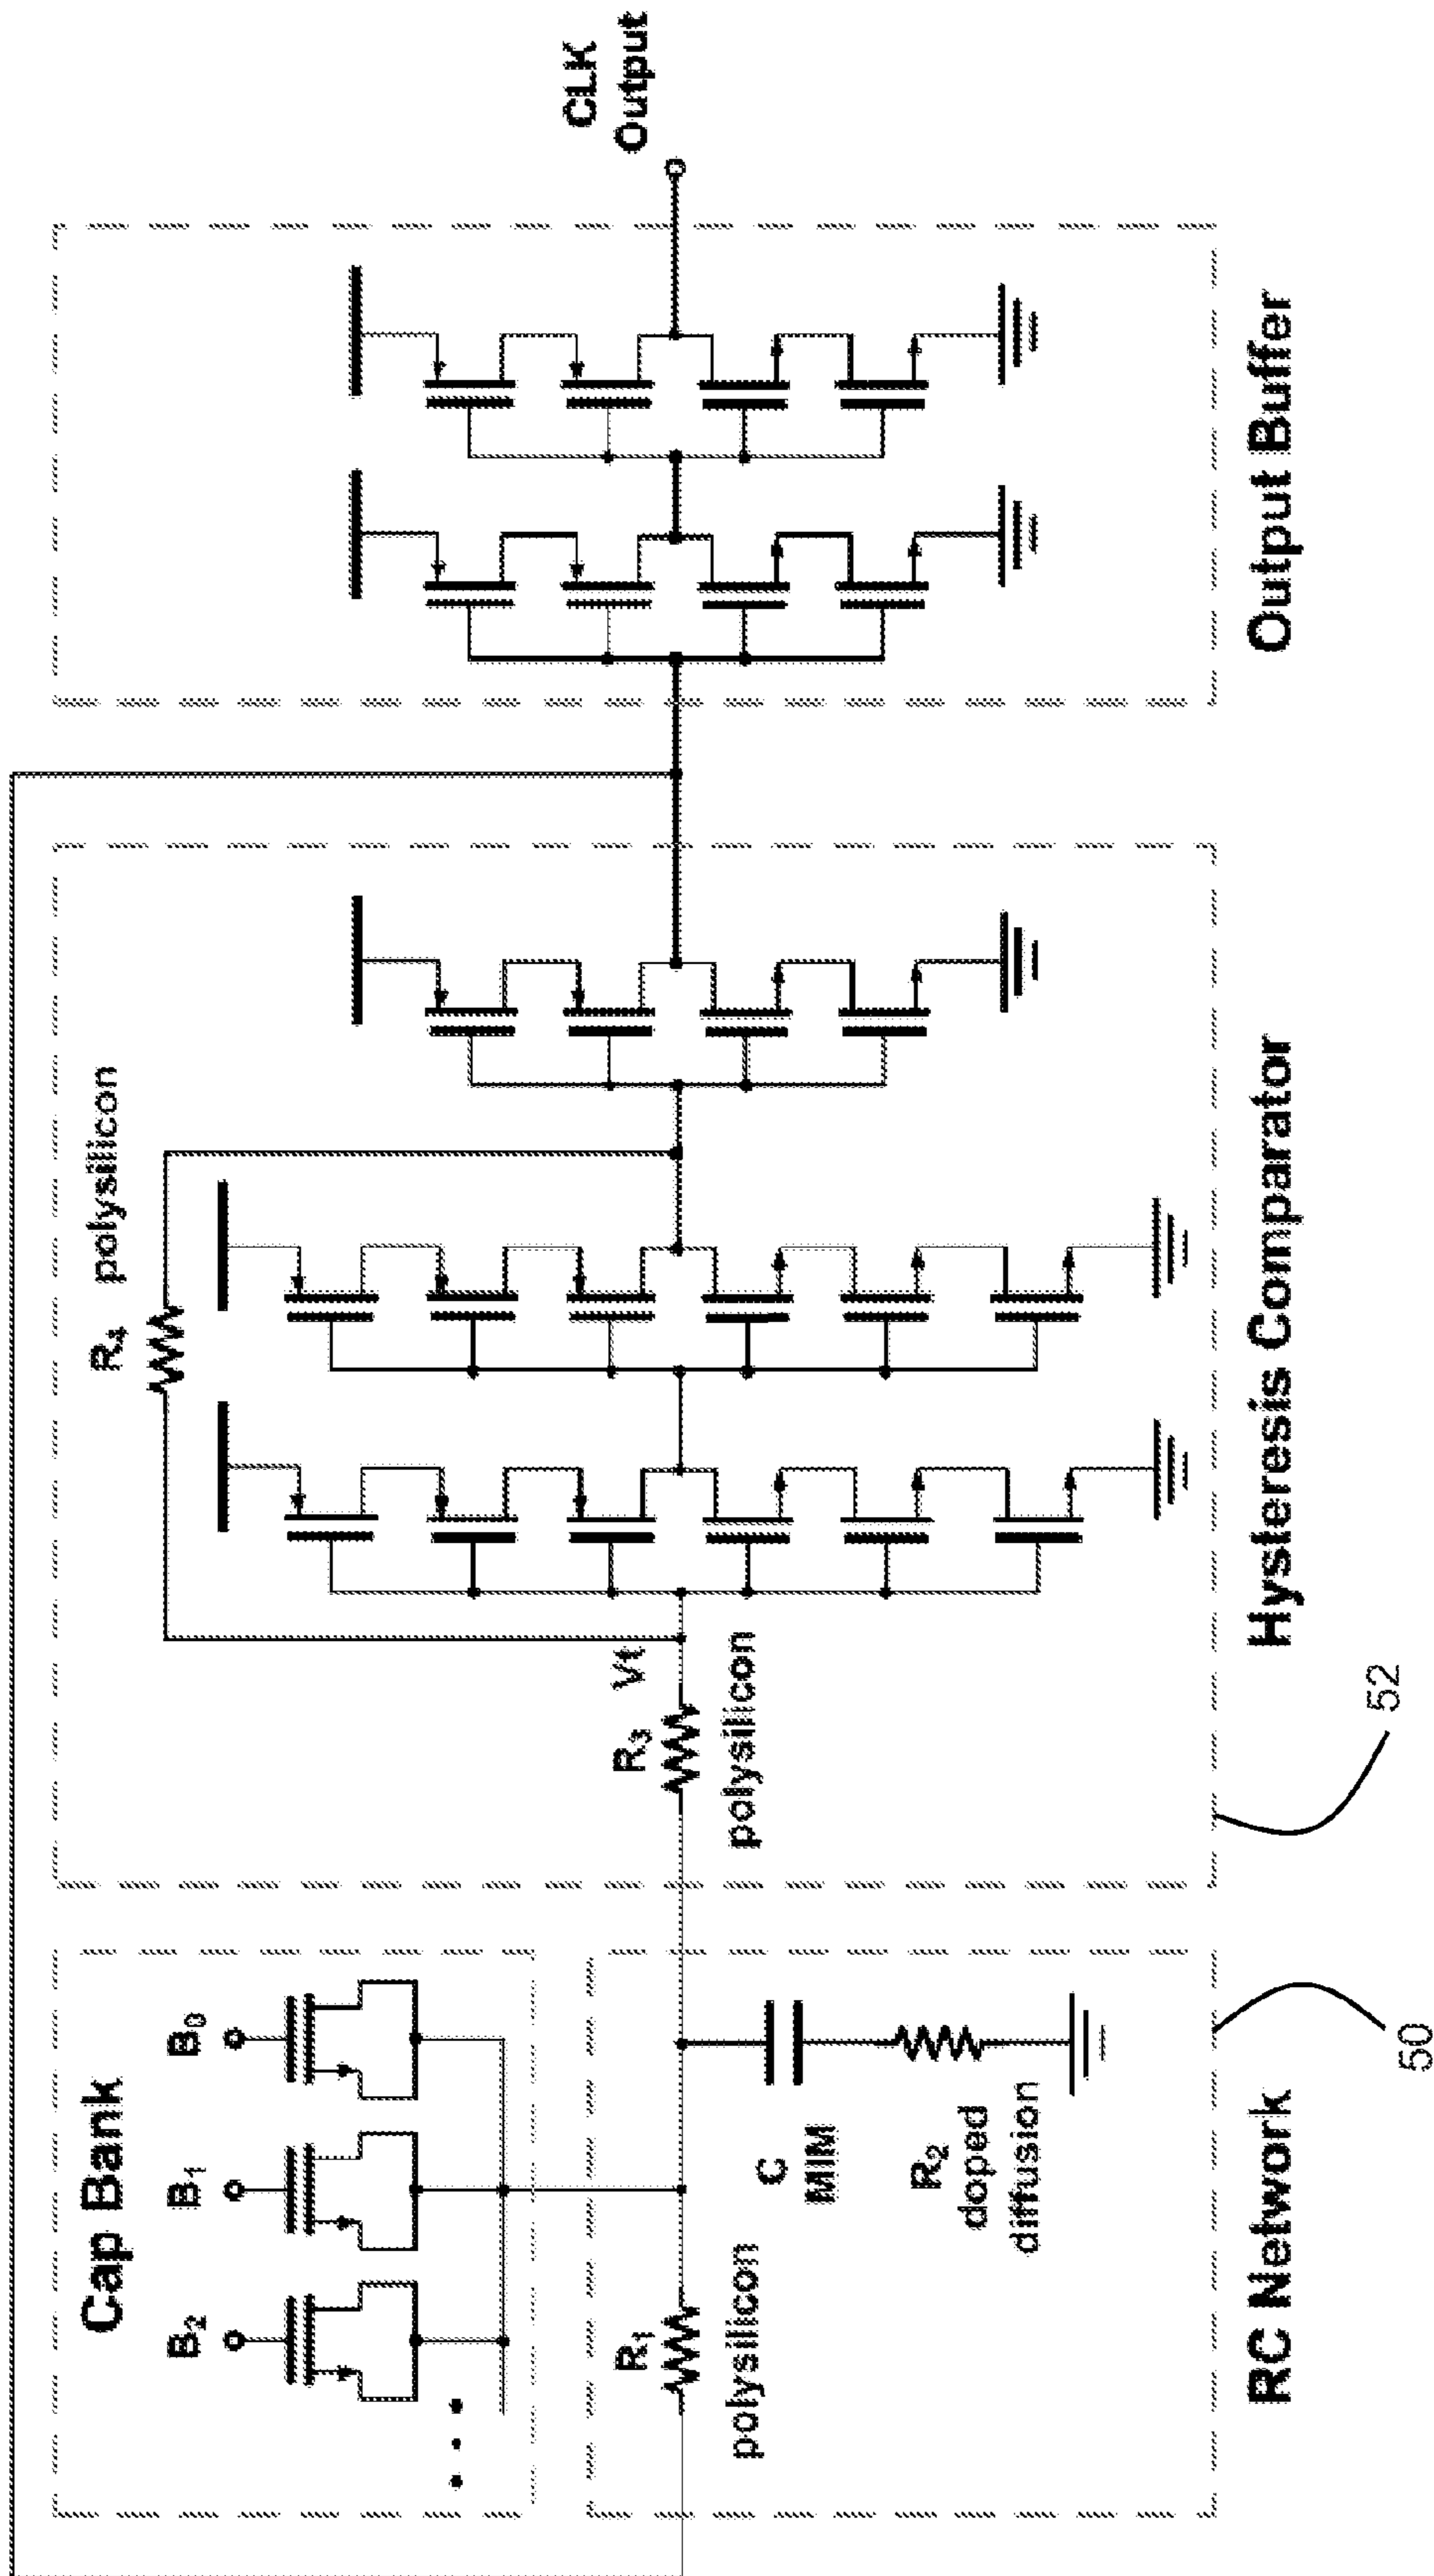 Cap Bank
B2
B1
B0
R1
polysilicon
C
MIM
R2
doped
diffusion
RC Network
50
R3
Vt
polysilicon
R4
polysilicon
Hysteresis Comparator
52
Output Buffer
CLK
Output